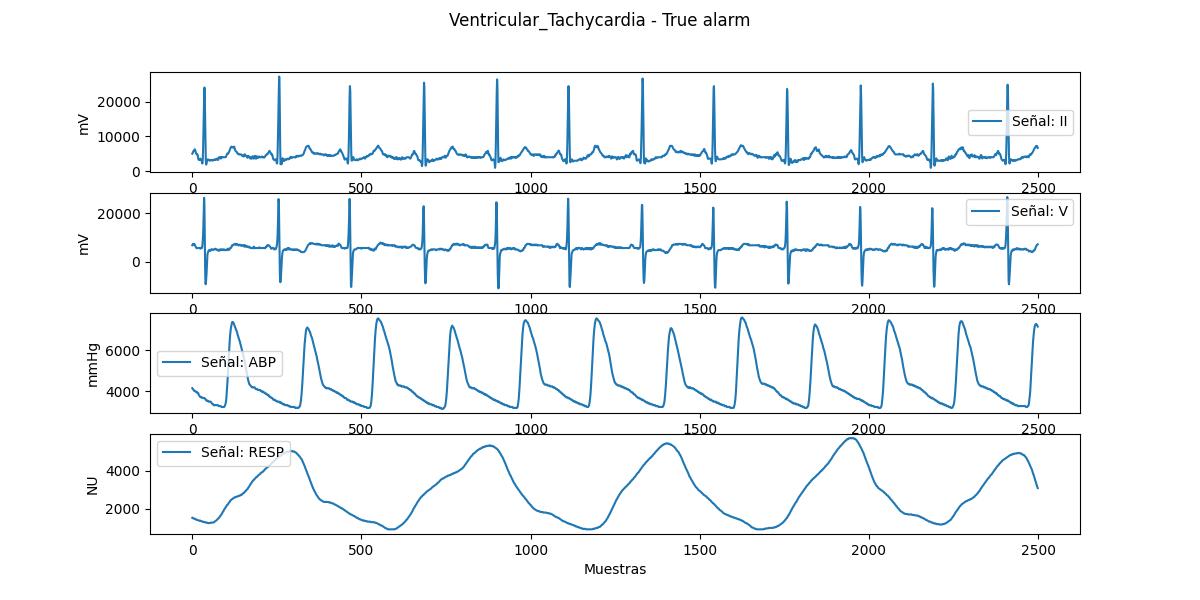 Ventricular_Tachycardia - True alarm
20000
10000
0
mV
Señal: II
0 500 1000 1500 2000 2500
20000
0
mV
Señal: V
0 500 1000 1500 2000 2500
6000
4000
mmHg
Señal: ABP
0 500 1000 1500 2000 2500
4000
2000
NU
Señal: RESP
0 500 1000 1500 2000 2500
Muestras